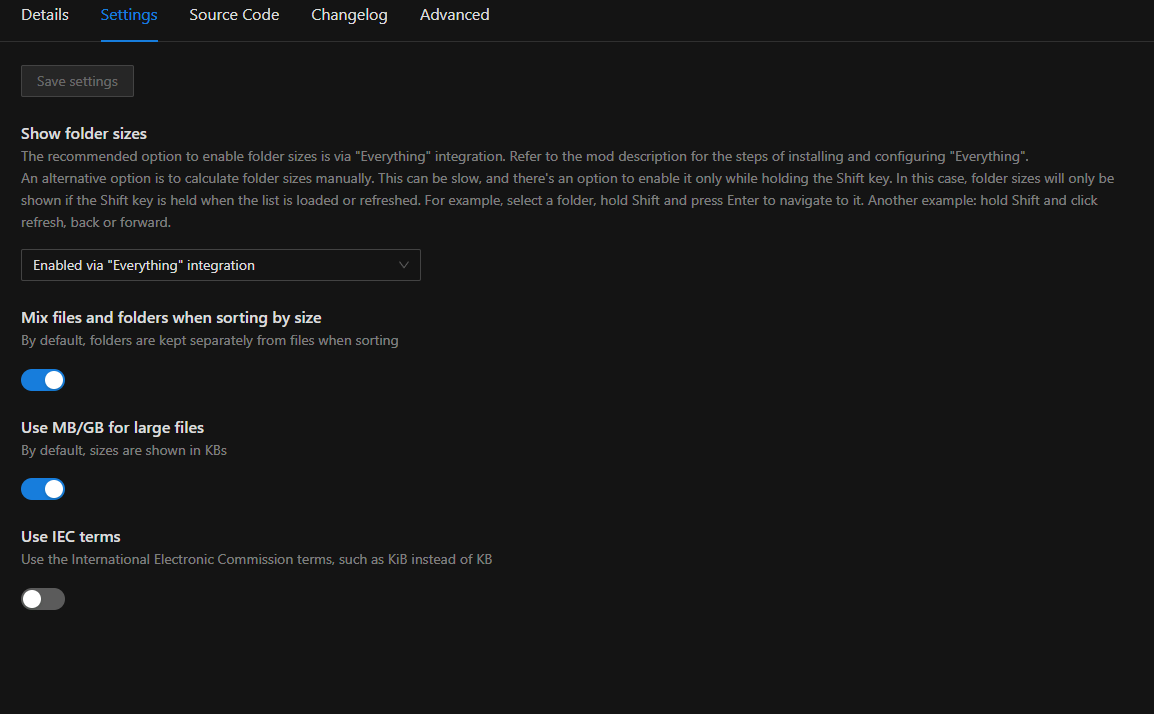 Details Settings Source Code Changelog Advanced
Save settings
Show folder sizes
The recommended option to enable folder sizes is via "Everything" integration. Refer to the mod description for the steps of installing and configuring "Everything".
An alternative option is to calculate folder sizes manually. This can be slow, and there's an option to enable it only while holding the Shift key. In this case, folder sizes will only be
shown if the Shift key is held when the list is loaded or refreshed. For example, select a folder, hold Shift and press Enter to navigate to it. Another example: hold Shift and click
refresh, back or forward.
Enabled via "Everything" integration
Mix files and folders when sorting by size
By default, folders are kept separately from files when sorting
Use MB/GB for large files
By default, sizes are shown in KBs
Use IEC terms
Use the International Electronic Commission terms, such as KiB instead of KB